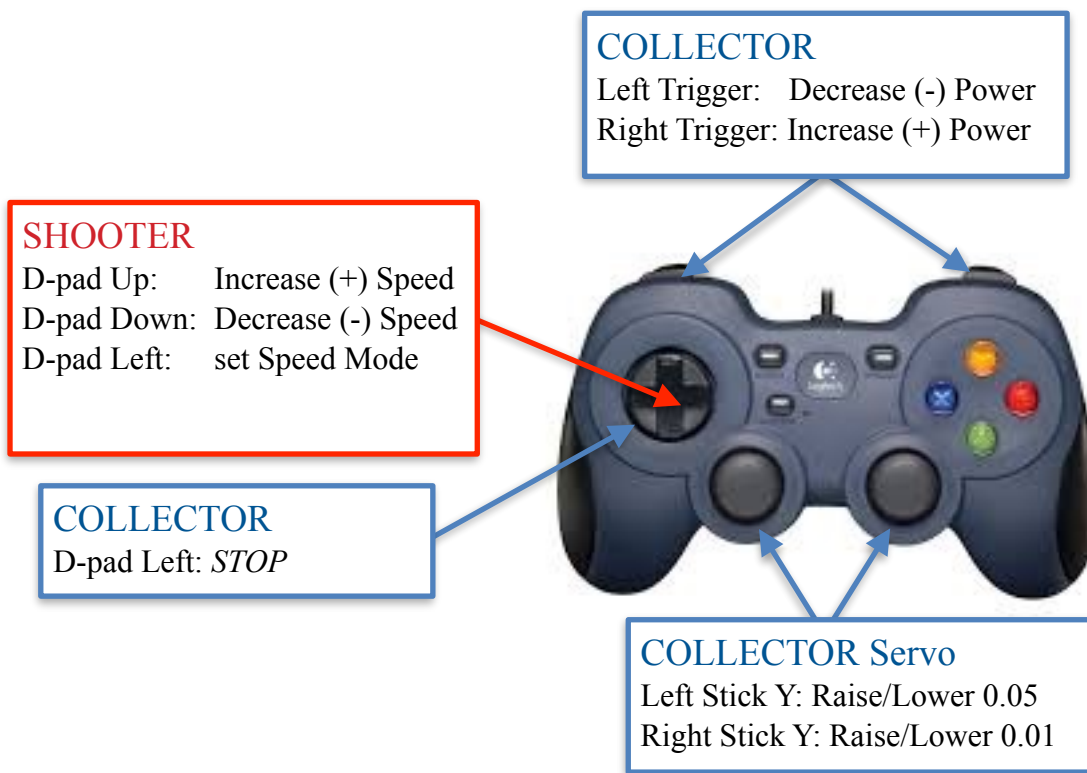 COLLECTOR
Left Trigger: Decrease (-) Power
Right Trigger: Increase (+) Power
SHOOTER
D-pad Up: Increase (+) Speed
D-pad Down: Decrease (-) Speed
D-pad Left: set Speed Mode
COLLECTOR
D-pad Left: STOP
COLLECTOR Servo
Left Stick Y: Raise/Lower 0.05
Right Stick Y: Raise/Lower 0.01